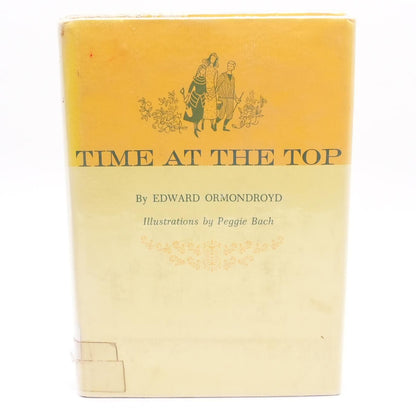 TIME AT THE TOP
By EDWARD ORMONDROYD
Illustrations by Peggie Bach